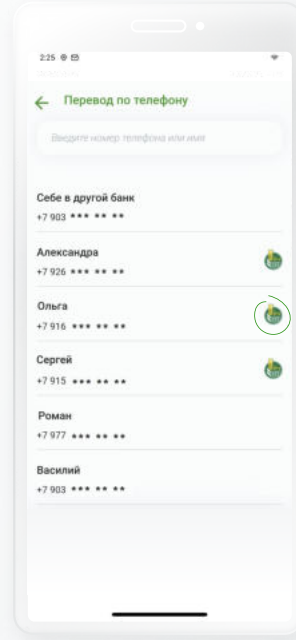 2:25
Перевод по телефону
Введите номер телефона или имя
Себе в другой банк
+7 903 *** ** **
Александра
+7 926 *** ** **
Ольга
+7 916 *** ** **
Сергей
+7 915 *** ** **
Роман
+7 977 *** ** **
Василий
+7 903 *** ** **